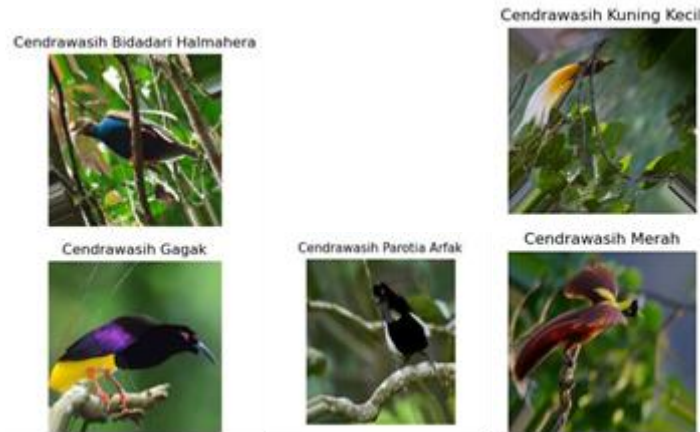 Cendrawasih Bidadari Halmahera
Cendrawasih Kuning Kecil
Cendrawasih Gagak
Cendrawasih Parotia Arfak
Cendrawasih Merah